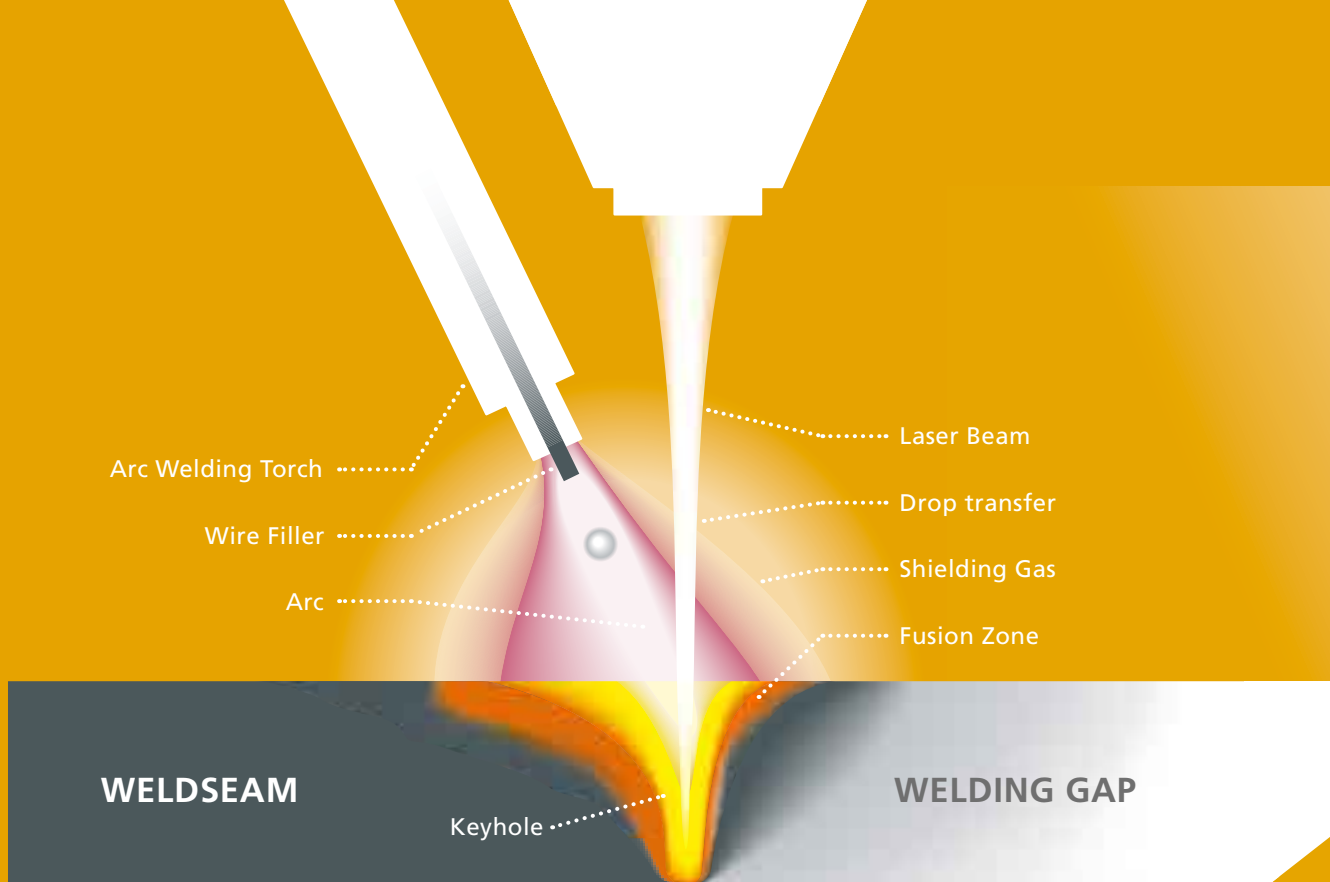 Arc Welding Torch
Wire Filler
Arc
Laser Beam
Drop transfer
Shielding Gas
Fusion Zone
WELDSEAM
WELDING GAP
Keyhole